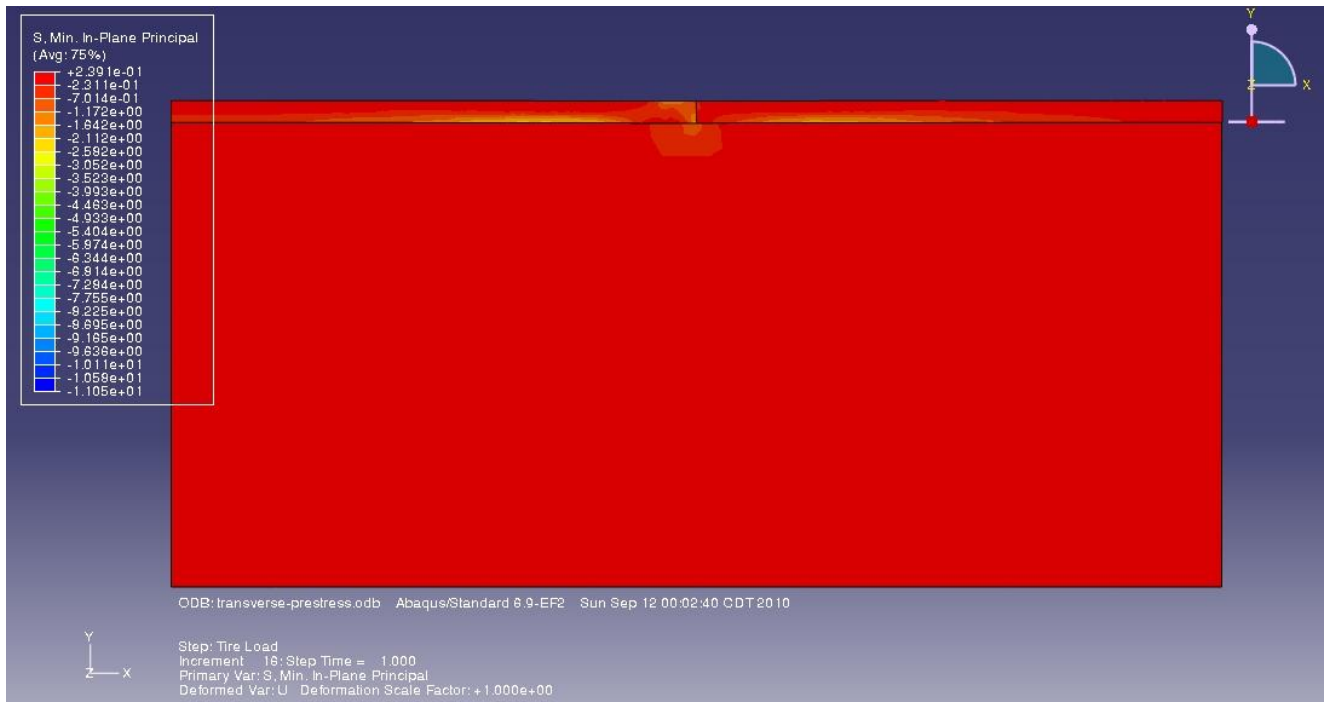 S, Min. In-Plane Principal
(Avg: 75%)
+2.391e-01
-2.311e-01
-7.014e-01
-1.172e+00
-1.642e+00
-2.112e+00
-2.582e+00
-3.052e+00
-3.523e+00
-3.993e+00
-4.463e+00
-4.933e+00
-5.404e+00
-5.874e+00
-6.344e+00
-6.814e+00
-7.284e+00
-7.755e+00
-8.225e+00
-8.695e+00
-9.165e+00
-9.636e+00
-1.011e+01
-1.058e+01
-1.105e+01
Y
Z
X
ODB: transverse-prestress.odb Abaqus/Standard 6.9-EF2 Sun Sep 12 00:02:40 CDT 2010
Y
Z
X
Step: Tire Load
Increment 16: Step Time = 1.000
Primary Var: S, Min. In-Plane Principal
Deformed Var: U Deformation Scale Factor: +1.000e+00